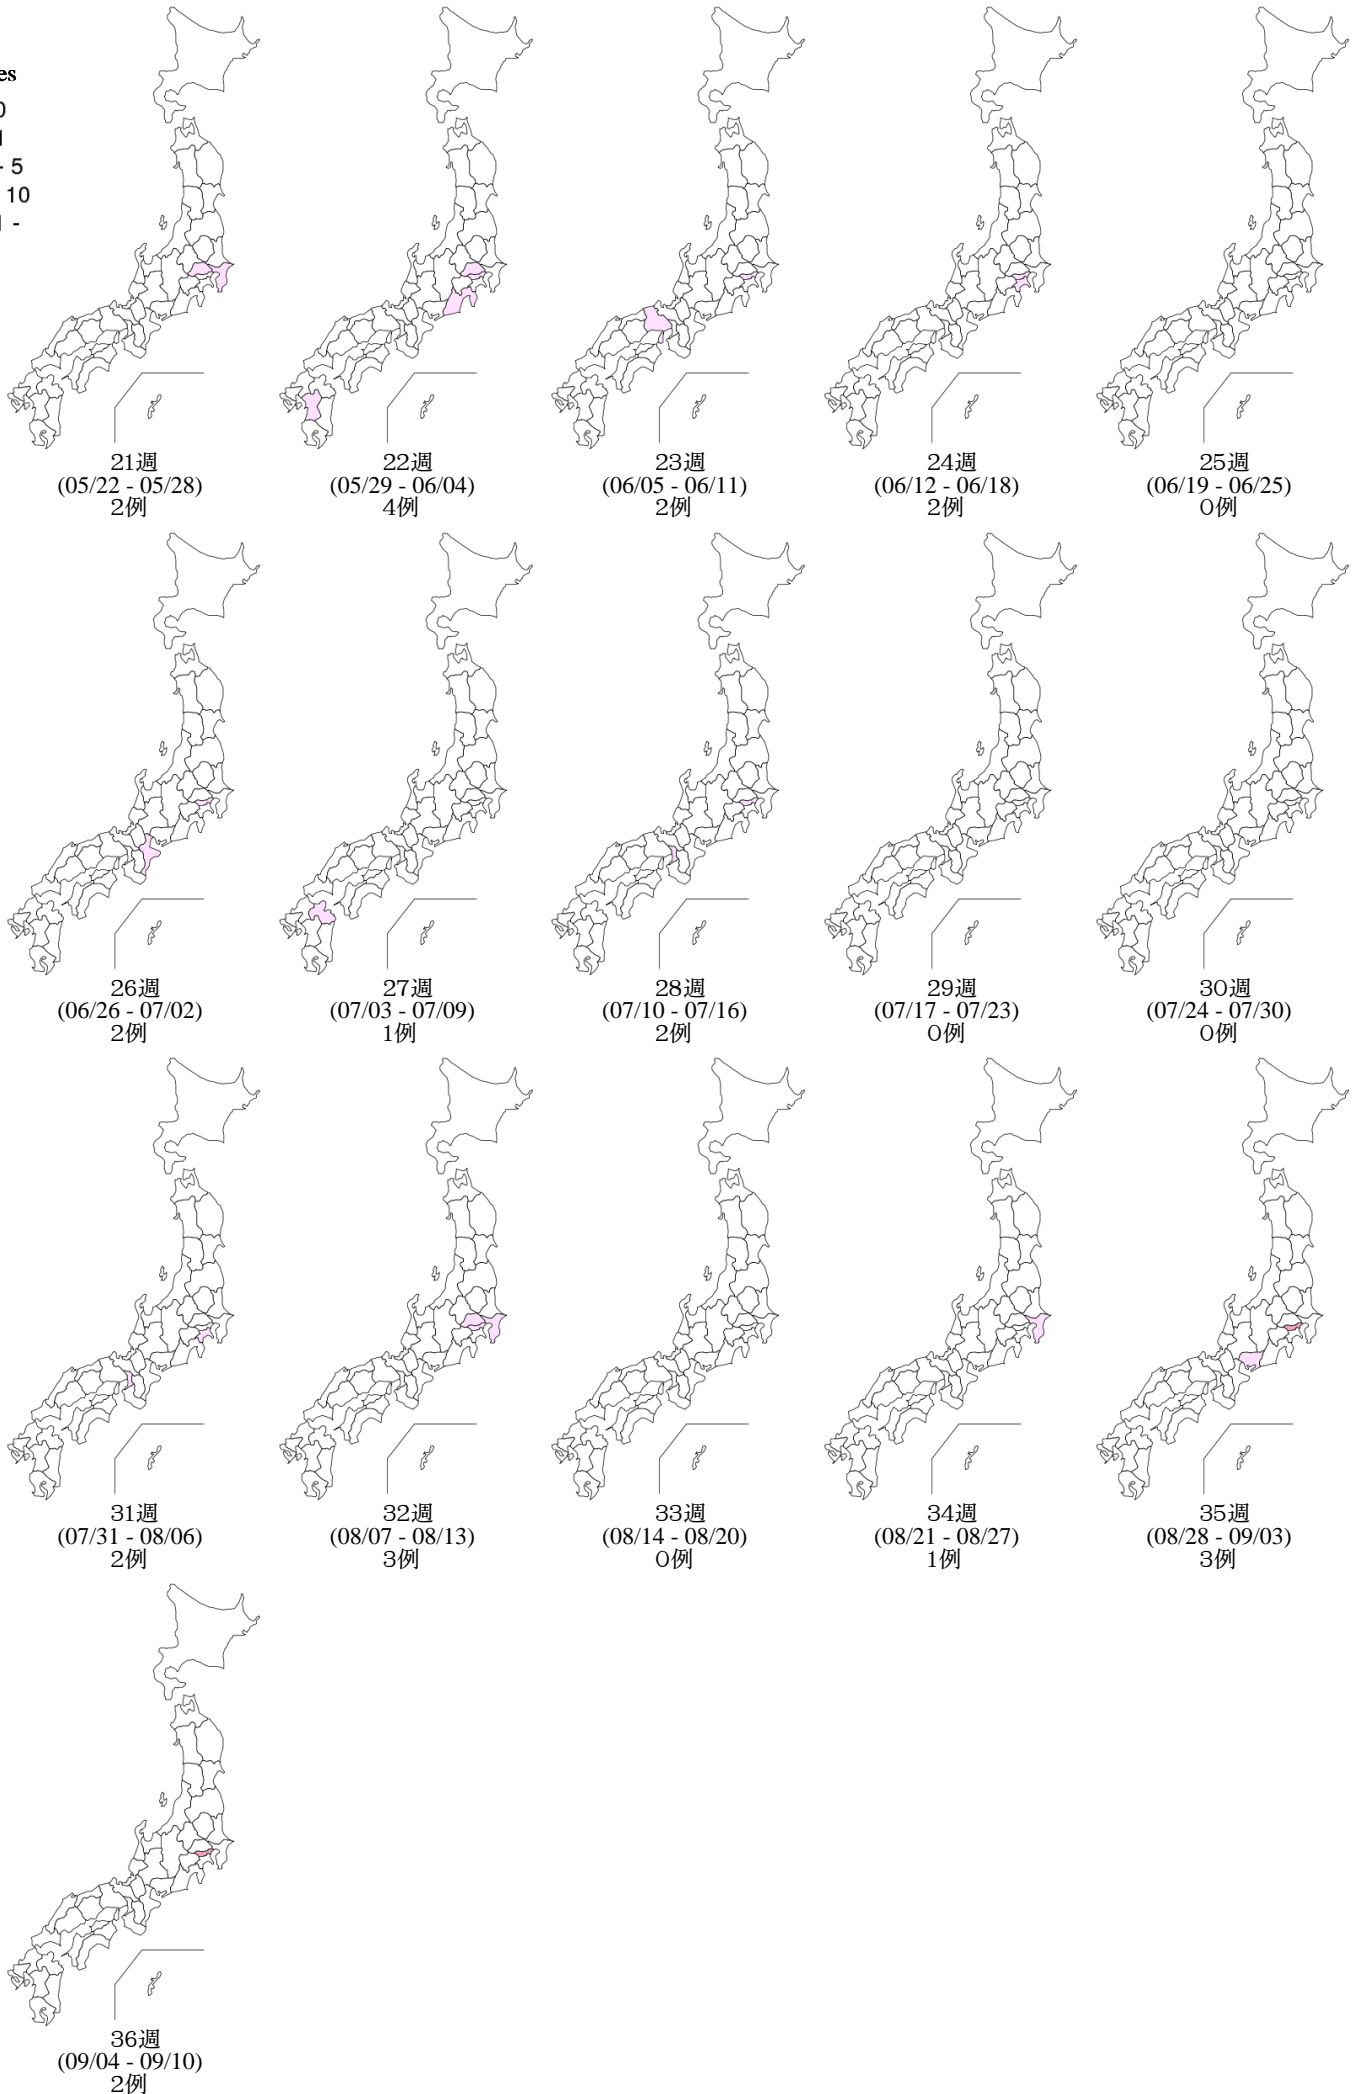 es
0
1
- 5
10
1 -
21週
(05/22 - 05/28)
2例
22週
(05/29 - 06/04)
4例
23週
(06/05 - 06/11)
2例
24週
(06/12 - 06/18)
2例
25週
(06/19 - 06/25)
0例
26週
(06/26 - 07/02)
2例
27週
(07/03 - 07/09)
1例
28週
(07/10 - 07/16)
2例
29週
(07/17 - 07/23)
0例
30週
(07/24 - 07/30)
0例
31週
(07/31 - 08/06)
2例
32週
(08/07 - 08/13)
3例
33週
(08/14 - 08/20)
0例
34週
(08/21 - 08/27)
1例
35週
(08/28 - 09/03)
3例
36週
(09/04 - 09/10)
2例